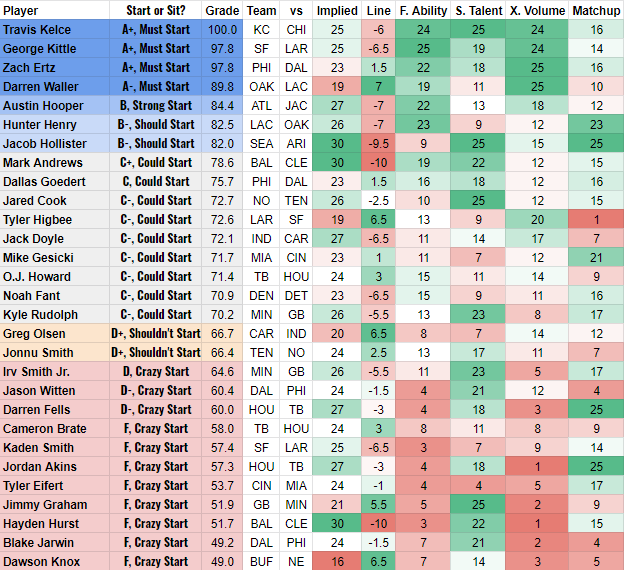 Player Start or Sit? Grade Team vs Implied Line F. Ability S. Talent X. Volume Matchup
Travis Kelce A+, Must Start 100.0 KC CHI 25 -6 24 25 24 16
George Kittle A+, Must Start 97.8 SF LAR 25 -6.5 25 19 24 14
Zach Ertz A+, Must Start 97.8 PHI DAL 23 1.5 22 18 25 16
Darren Waller A-, Must Start 89.8 OAK LAC 19 7 19 11 25 10
Austin Hooper B, Strong Start 84.4 ATL JAC 27 -7 22 13 18 12
Hunter Henry B-, Should Start 82.5 LAC OAK 26 -7 23 9 12 23
Jacob Hollister B-, Should Start 82.0 SEA ARI 30 -9.5 9 25 15 25
Mark Andrews C+, Could Start 78.6 BAL CLE 30 -10 19 22 12 15
Dallas Goedert C, Could Start 75.7 PHI DAL 23 1.5 16 18 12 16
Jared Cook C-, Could Start 72.7 NO TEN 26 -2.5 10 25 12 15
Tyler Higbee C-, Could Start 72.6 LAR SF 19 6.5 13 9 20 1
Jack Doyle C-, Could Start 72.1 IND CAR 27 -6.5 11 14 17 7
Mike Gesicki C-, Could Start 71.7 MIA CIN 23 1 11 7 12 21
O.J. Howard C-, Could Start 71.4 TB HOU 24 3 15 11 14 9
Noah Fant C-, Could Start 70.9 DEN DET 23 -6.5 15 9 11 16
Kyle Rudolph C-, Could Start 70.2 MIN GB 26 -5.5 13 23 8 17
Greg Olsen D+, Shouldn't Start 66.7 CAR IND 20 6.5 8 7 14 12
Jonnu Smith D+, Shouldn't Start 66.4 TEN NO 24 2.5 13 17 11 7
Irv Smith Jr. D, Crazy Start 64.6 MIN GB 26 -5.5 11 23 5 17
Jason Witten D-, Crazy Start 60.4 DAL PHI 24 -1.5 4 21 12 4
Darren Fells D-, Crazy Start 60.0 HOU TB 27 -3 4 18 3 25
Cameron Brate F, Crazy Start 58.0 TB HOU 24 3 8 11 8 9
Kaden Smith F, Crazy Start 57.4 SF LAR 25 -6.5 3 7 9 14
Jordan Akins F, Crazy Start 57.3 HOU TB 27 -3 4 18 1 25
Tyler Eifert F, Crazy Start 53.7 CIN MIA 24 -1 4 4 5 17
Jimmy Graham F, Crazy Start 51.9 GB MIN 21 5.5 5 25 2 9
Hayden Hurst F, Crazy Start 51.7 BAL CLE 30 -10 3 22 1 15
Blake Jarwin F, Crazy Start 49.2 DAL PHI 24 -1.5 7 21 2 4
Dawson Knox F, Crazy Start 49.0 BUF NE 16 6.5 7 14 3 5